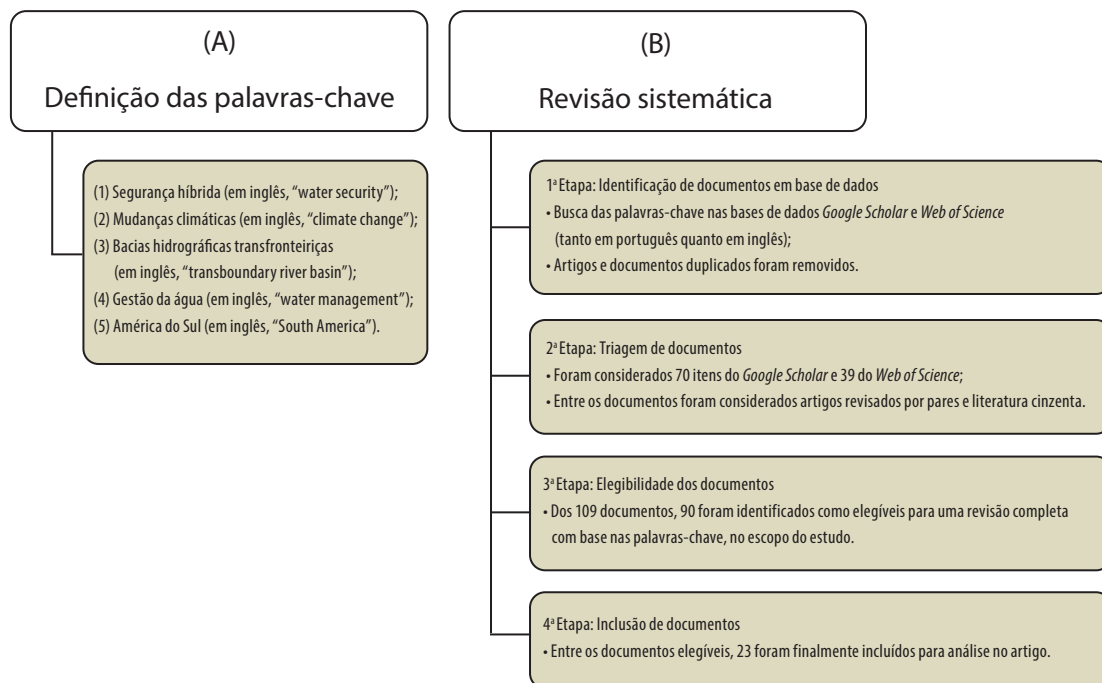 (A)
Definição das palavras-chave
(1) Segurança híbrida (em inglês, “water security”);
(2) Mudanças climáticas (em inglês, “climate change”);
(3) Bacias hidrográficas transfronteiriças
(em inglês, “transboundary river basin”);
(4) Gestão da água (em inglês, “water management”);
(5) América do Sul (em inglês, “South America”).
(B)
Revisão sistemática
1ª Etapa: Identificação de documentos em base de dados
• Busca das palavras-chave nas bases de dados Google Scholar e Web of Science
(tanto em português quanto em inglês);
• Artigos e documentos duplicados foram removidos.
2ª Etapa: Triagem de documentos
• Foram considerados 70 itens do Google Scholar e 39 do Web of Science;
• Entre os documentos foram considerados artigos revisados por pares e literatura cinzenta.
3ª Etapa: Elegibilidade dos documentos
• Dos 109 documentos, 90 foram identificados como elegíveis para uma revisão completa
com base nas palavras-chave, no escopo do estudo.
4ª Etapa: Inclusão de documentos
• Entre os documentos elegíveis, 23 foram finalmente incluídos para análise no artigo.